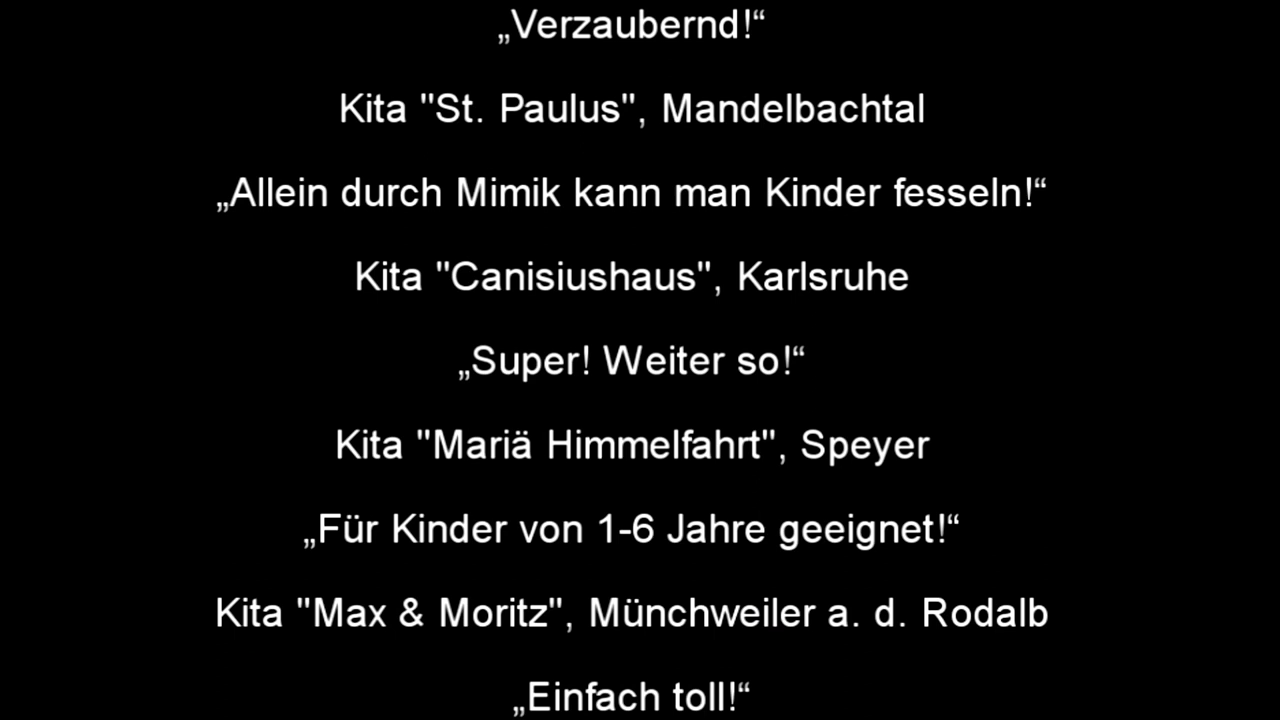 „Verzaubernd!“
Kita "St. Paulus", Mandelbachtal
„Allein durch Mimik kann man Kinder fesseln!“
Kita "Canisiushaus", Karlsruhe
„Super! Weiter so!“
Kita "Mariä Himmelfahrt", Speyer
„Für Kinder von 1-6 Jahre geeignet!“
Kita "Max & Moritz", Münchweiler a. d. Rodalb
„Einfach toll!“